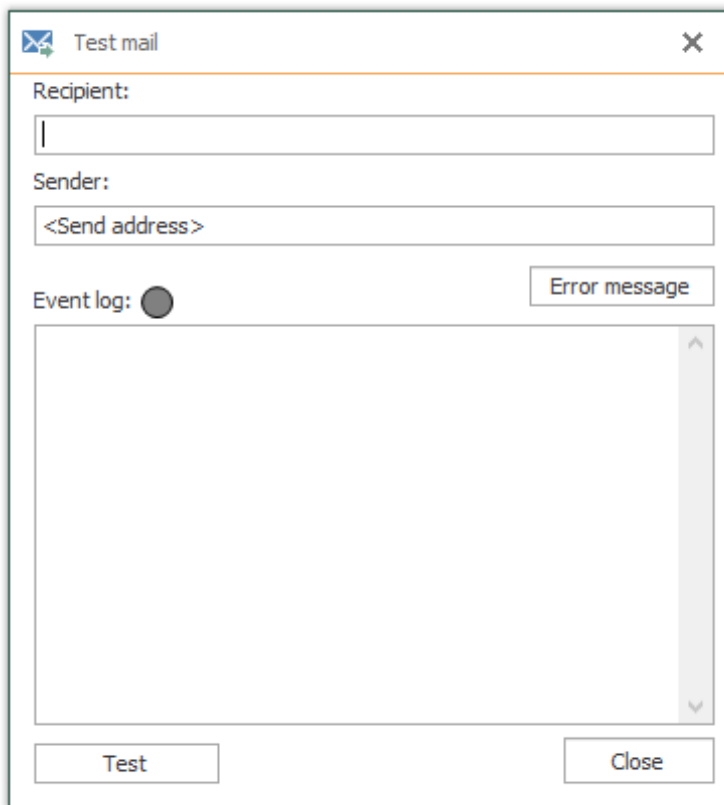 Test mail
Recipient:
Sender:
<Send address>
Error message
Event log:
Test
Close